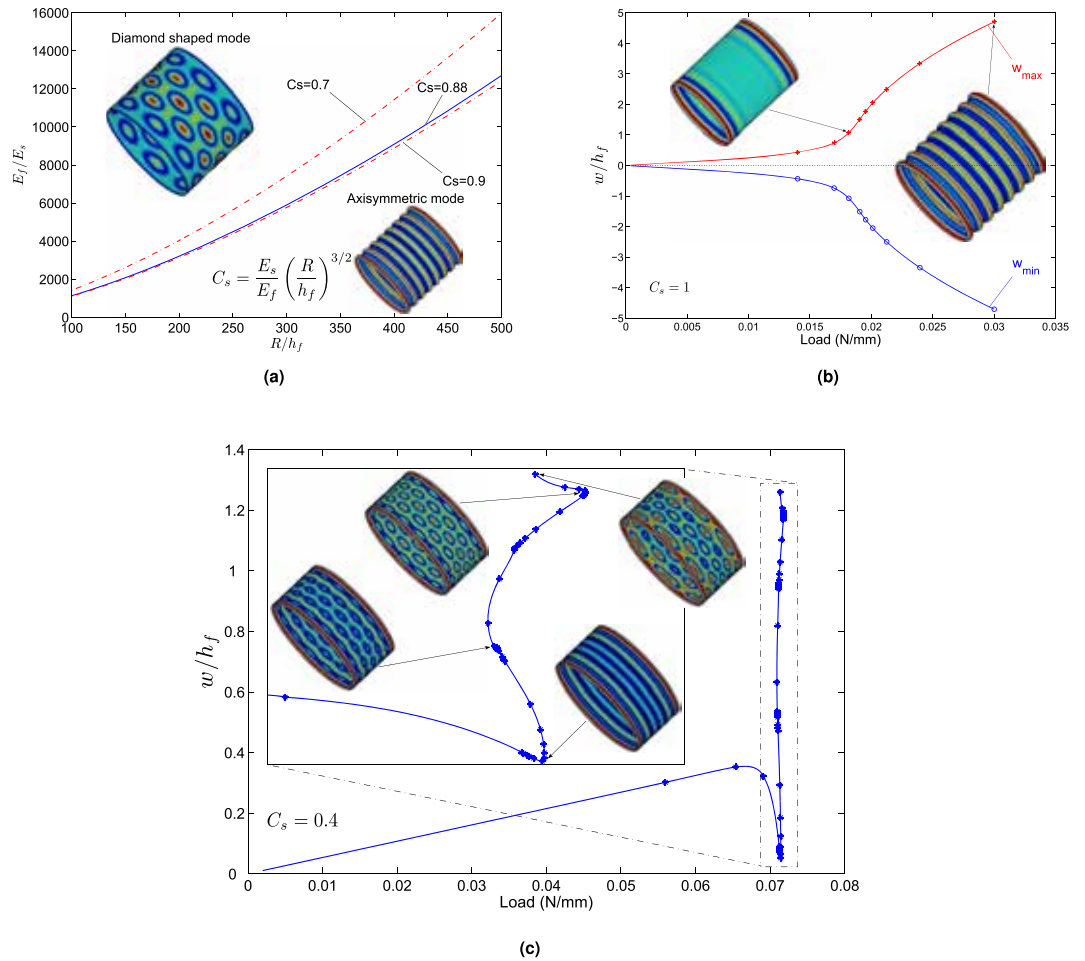 16000
14000
12000
10000
8000
6000
4000
2000
0
E_f/E_s
Diamond shaped mode
Cs=0.7
Cs=0.88
Cs=0.9
Axisymmetric mode
C_s = \frac{E_s}{E_f} \left( \frac{R}{h_f} \right)^{3/2}
100 150 200 250 300 350 400 450 500
R/h_f
(a)
5
4
3
2
1
0
−1
−2
−3
−4
−5
w/h_f
w_max
w_min
C_s = 1
0 0.005 0.01 0.015 0.02 0.025 0.03 0.035
Load (N/mm)
(b)
1.4
1.2
1
0.8
0.6
0.4
0.2
0
w/h_f
C_s = 0.4
0 0.01 0.02 0.03 0.04 0.05 0.06 0.07 0.08
Load (N/mm)
(c)